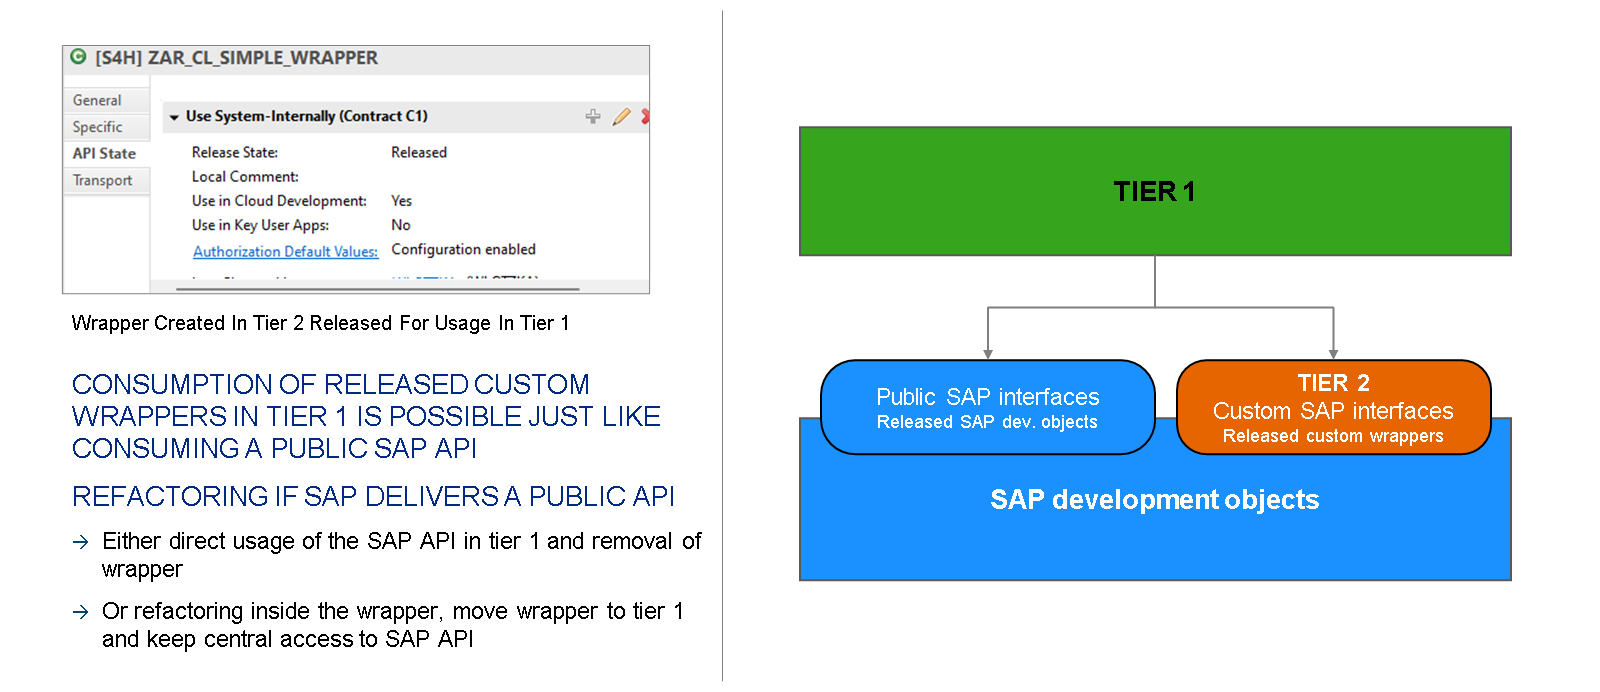 [S4H] ZAR_CL_SIMPLE_WRAPPER
General
Specific
API State
Transport
Use System-Internally (Contract C1)
Release State: Released
Local Comment:
Use in Cloud Development: Yes
Use in Key User Apps: No
Authorization Default Values: Configuration enabled
Wrapper Created In Tier 2 Released For Usage In Tier 1
CONSUMPTION OF RELEASED CUSTOM
WRAPPERS IN TIER 1 IS POSSIBLE JUST LIKE
CONSUMING A PUBLIC SAP API
REFACTORING IF SAP DELIVERS A PUBLIC API
→ Either direct usage of the SAP API in tier 1 and removal of
wrapper
→ Or refactoring inside the wrapper, move wrapper to tier 1
and keep central access to SAP API
TIER 1
Public SAP interfaces
Released SAP dev. objects
TIER 2
Custom SAP interfaces
Released custom wrappers
SAP development objects